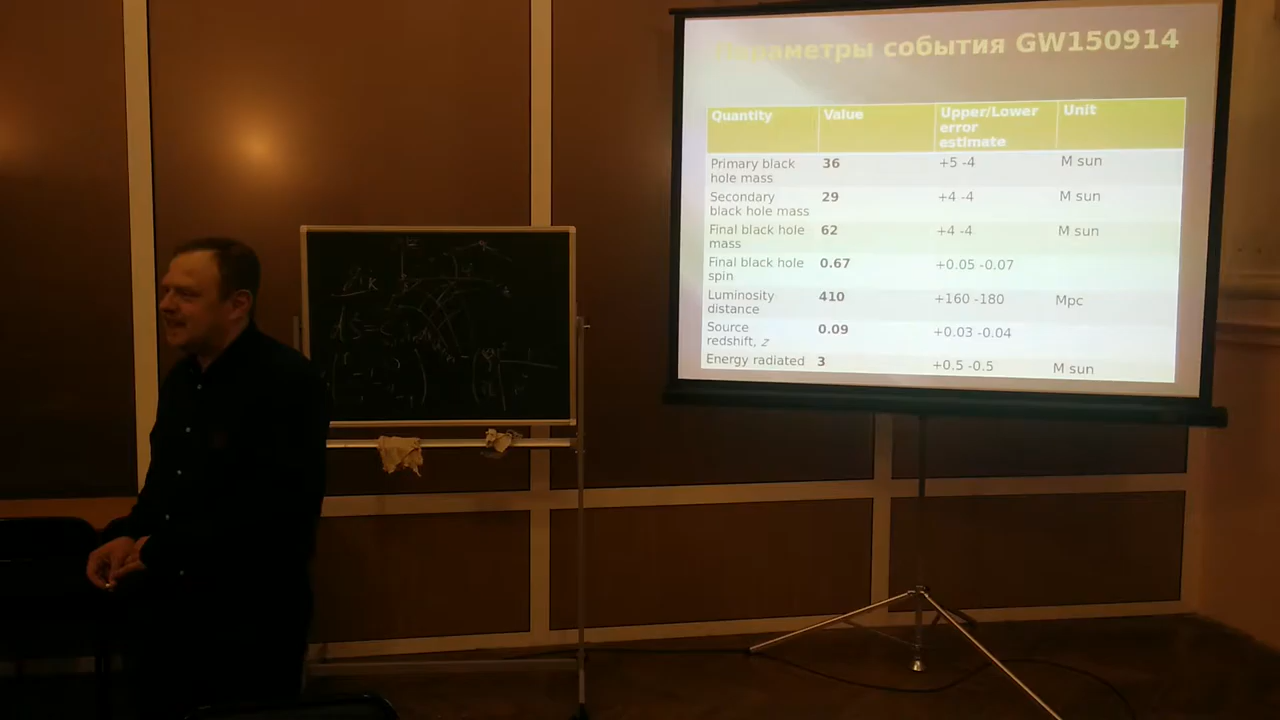 Параметры события GW150914
Quantity Value Upper/Lower error estimate Unit
Primary black hole mass 36 +5 -4 M sun
Secondary black hole mass 29 +4 -4 M sun
Final black hole mass 62 +4 -4 M sun
Final black hole spin 0.67 +0.05 -0.07
Luminosity distance 410 +160 -180 Mpc
Source redshift, z 0.09 +0.03 -0.04
Energy radiated 3 +0.5 -0.5 M sun